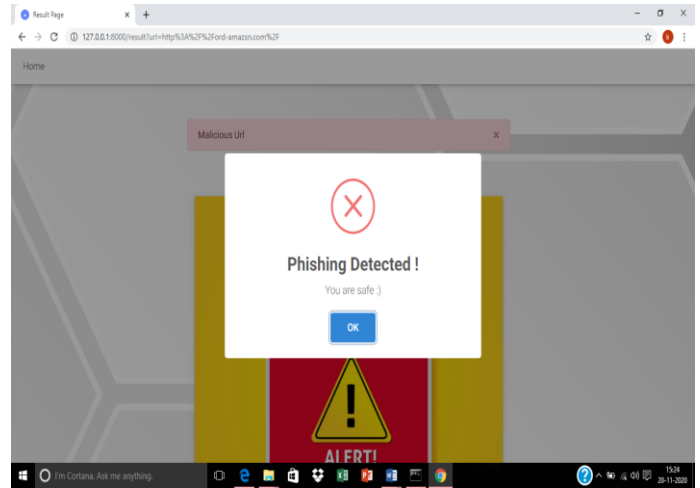 Result Page
127.0.0.1:8000/result?url=http%3A%2F%2Ford-amazsn.com%2F
k
Home
Malicious Url x
Phishing Detected !
You are safe :)
OK
ALERT!
I'm Cortana. Ask me anything.
15:24
20-11-2020